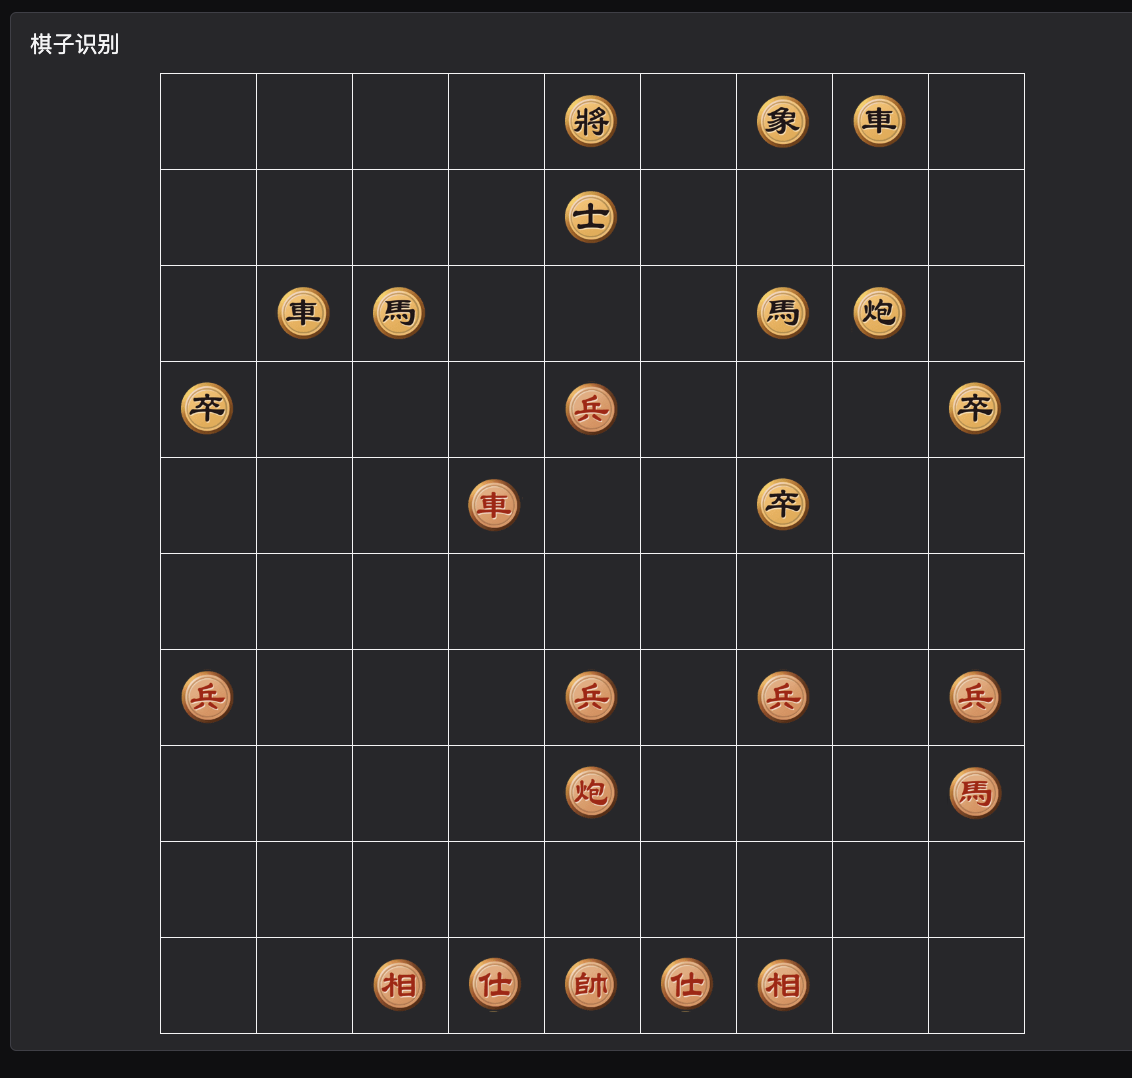 棋子识别
將 象 車
士
車 馬 馬 炮
卒 兵 卒
車 卒
兵 兵 兵 兵
炮 馬
相 仕 帥 仕 相